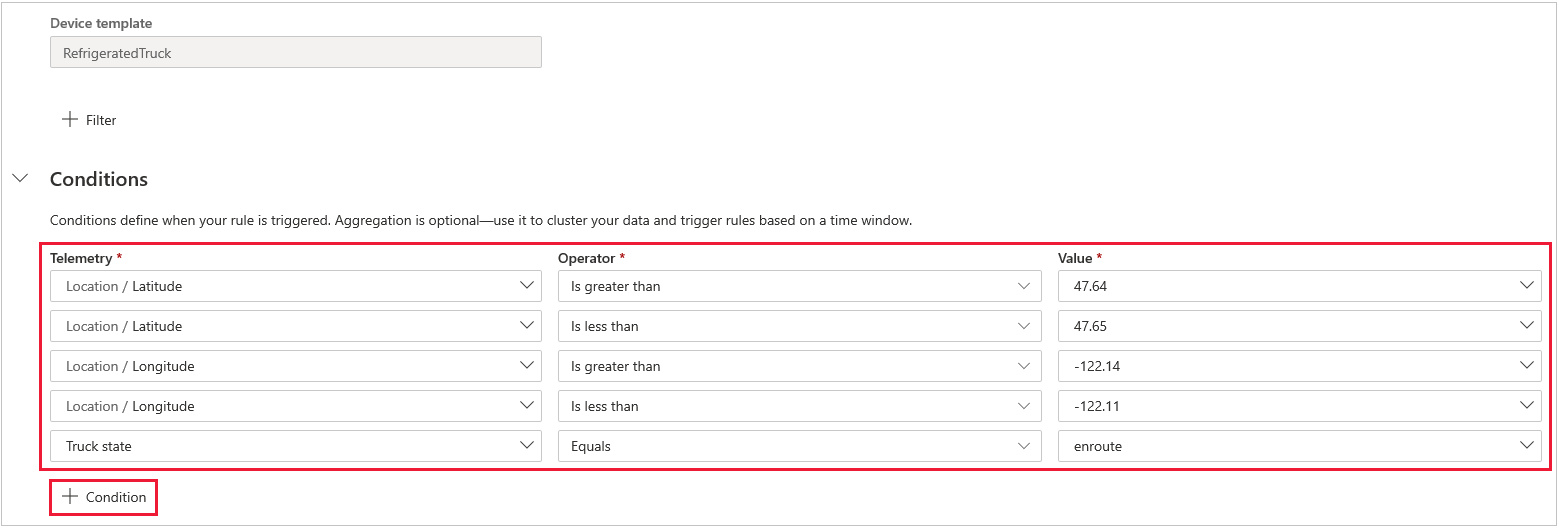 Device template
RefrigeratedTruck
Filter
Conditions
Conditions define when your rule is triggered. Aggregation is optional—use it to cluster your data and trigger rules based on a time window.
Telemetry * Operator * Value *
Location / Latitude Is greater than 47.64
Location / Latitude Is less than 47.65
Location / Longitude Is greater than -122.14
Location / Longitude Is less than -122.11
Truck state Equals enroute
Condition